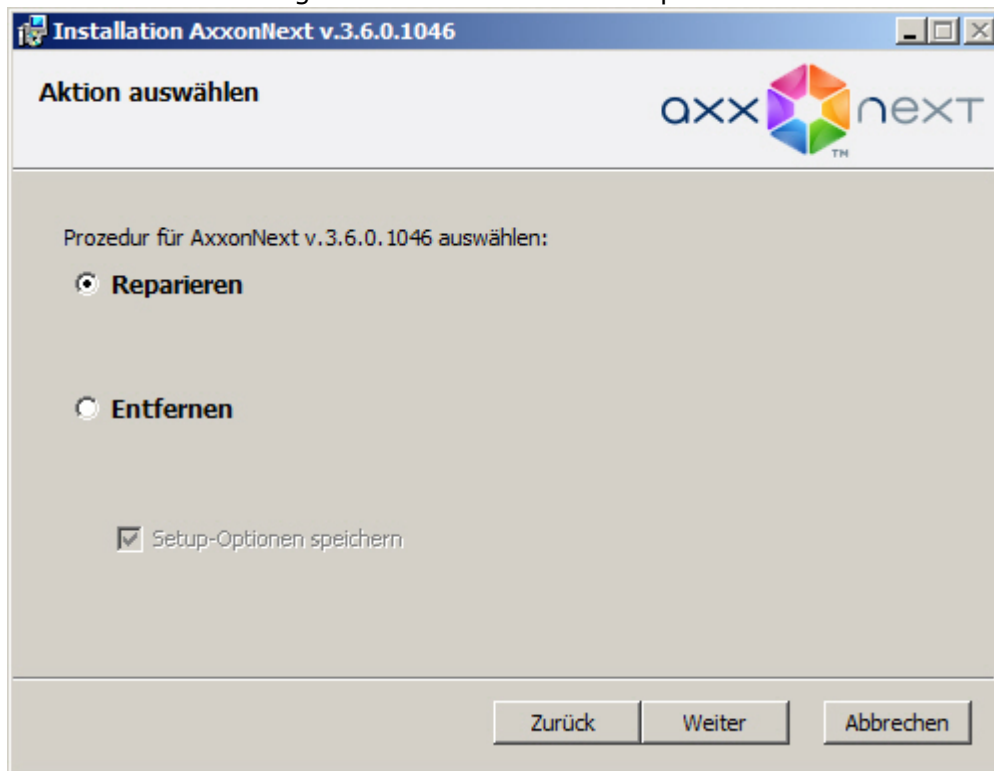 Installation AxxonNext v.3.6.0.1046
Aktion auswählen
axx next
TM
Prozedur für AxxonNext v.3.6.0.1046 auswählen:
Reparieren
Entfernen
Setup-Optionen speichern
Zurück
Weiter
Abbrechen